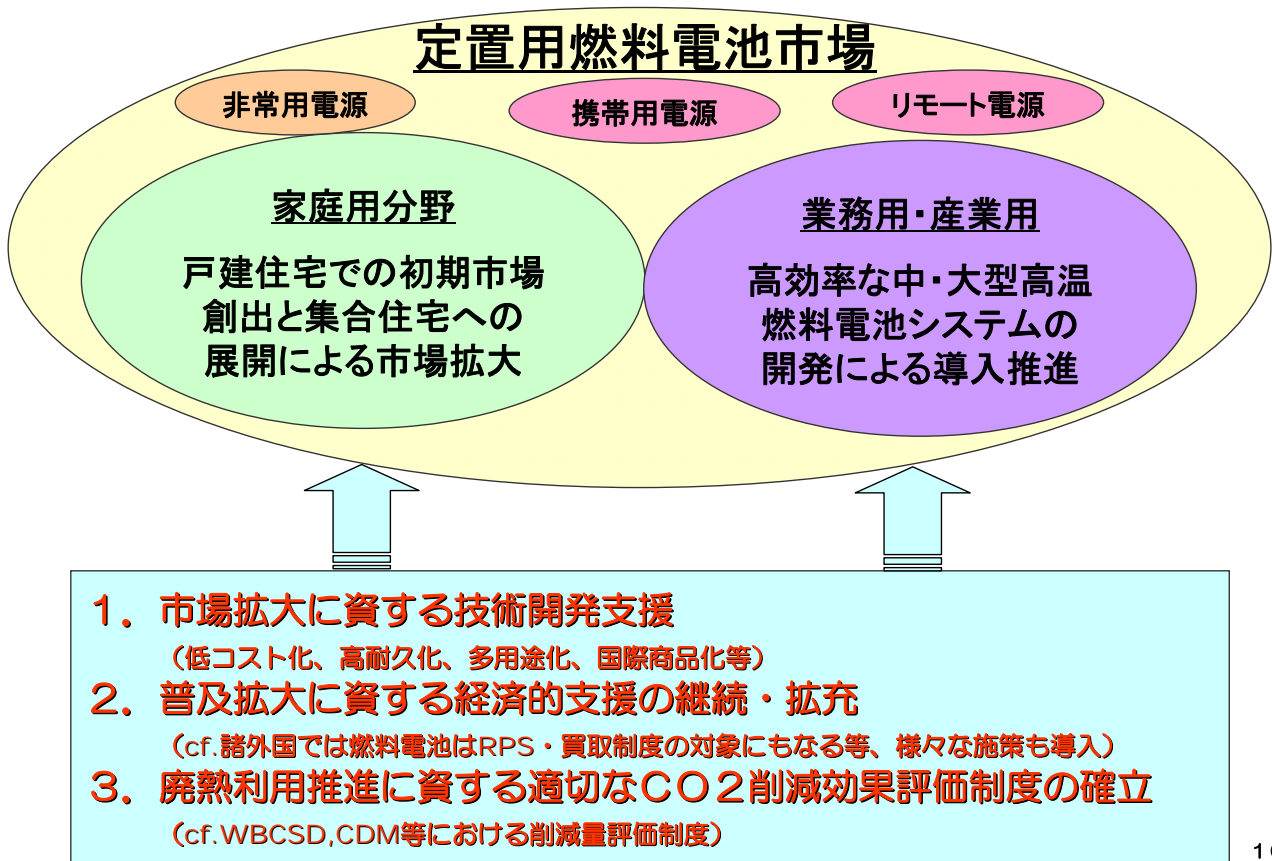 定置用燃料電池市場
非常用電源
携帯用電源
リモート電源
家庭用分野
戸建住宅での初期市場
創出と集合住宅への
展開による市場拡大
業務用・産業用
高効率な中・大型高温
燃料電池システムの
開発による導入推進
１．市場拡大に資する技術開発支援
（低コスト化、高耐久化、多用途化、国際商品化等）
２．普及拡大に資する経済的支援の継続・拡充
（cf.諸外国では燃料電池はRPS・買取制度の対象にもなる等、様々な施策も導入）
３．廃熱利用推進に資する適切なＣＯ２削減効果評価制度の確立
（cf.WBCSD,CDM等における削減量評価制度）